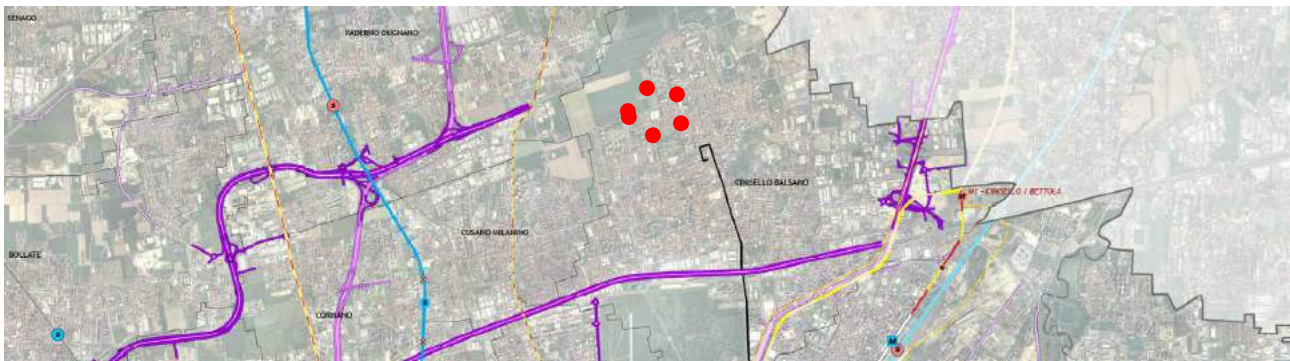 SENAGO
PADERNO DUGNANO
CINISELLO BALSAMO
M1 - CINISELLO / BETTOLA
M
CUSANO MILANINO
BOLLATE
CORMANO
S
M
S